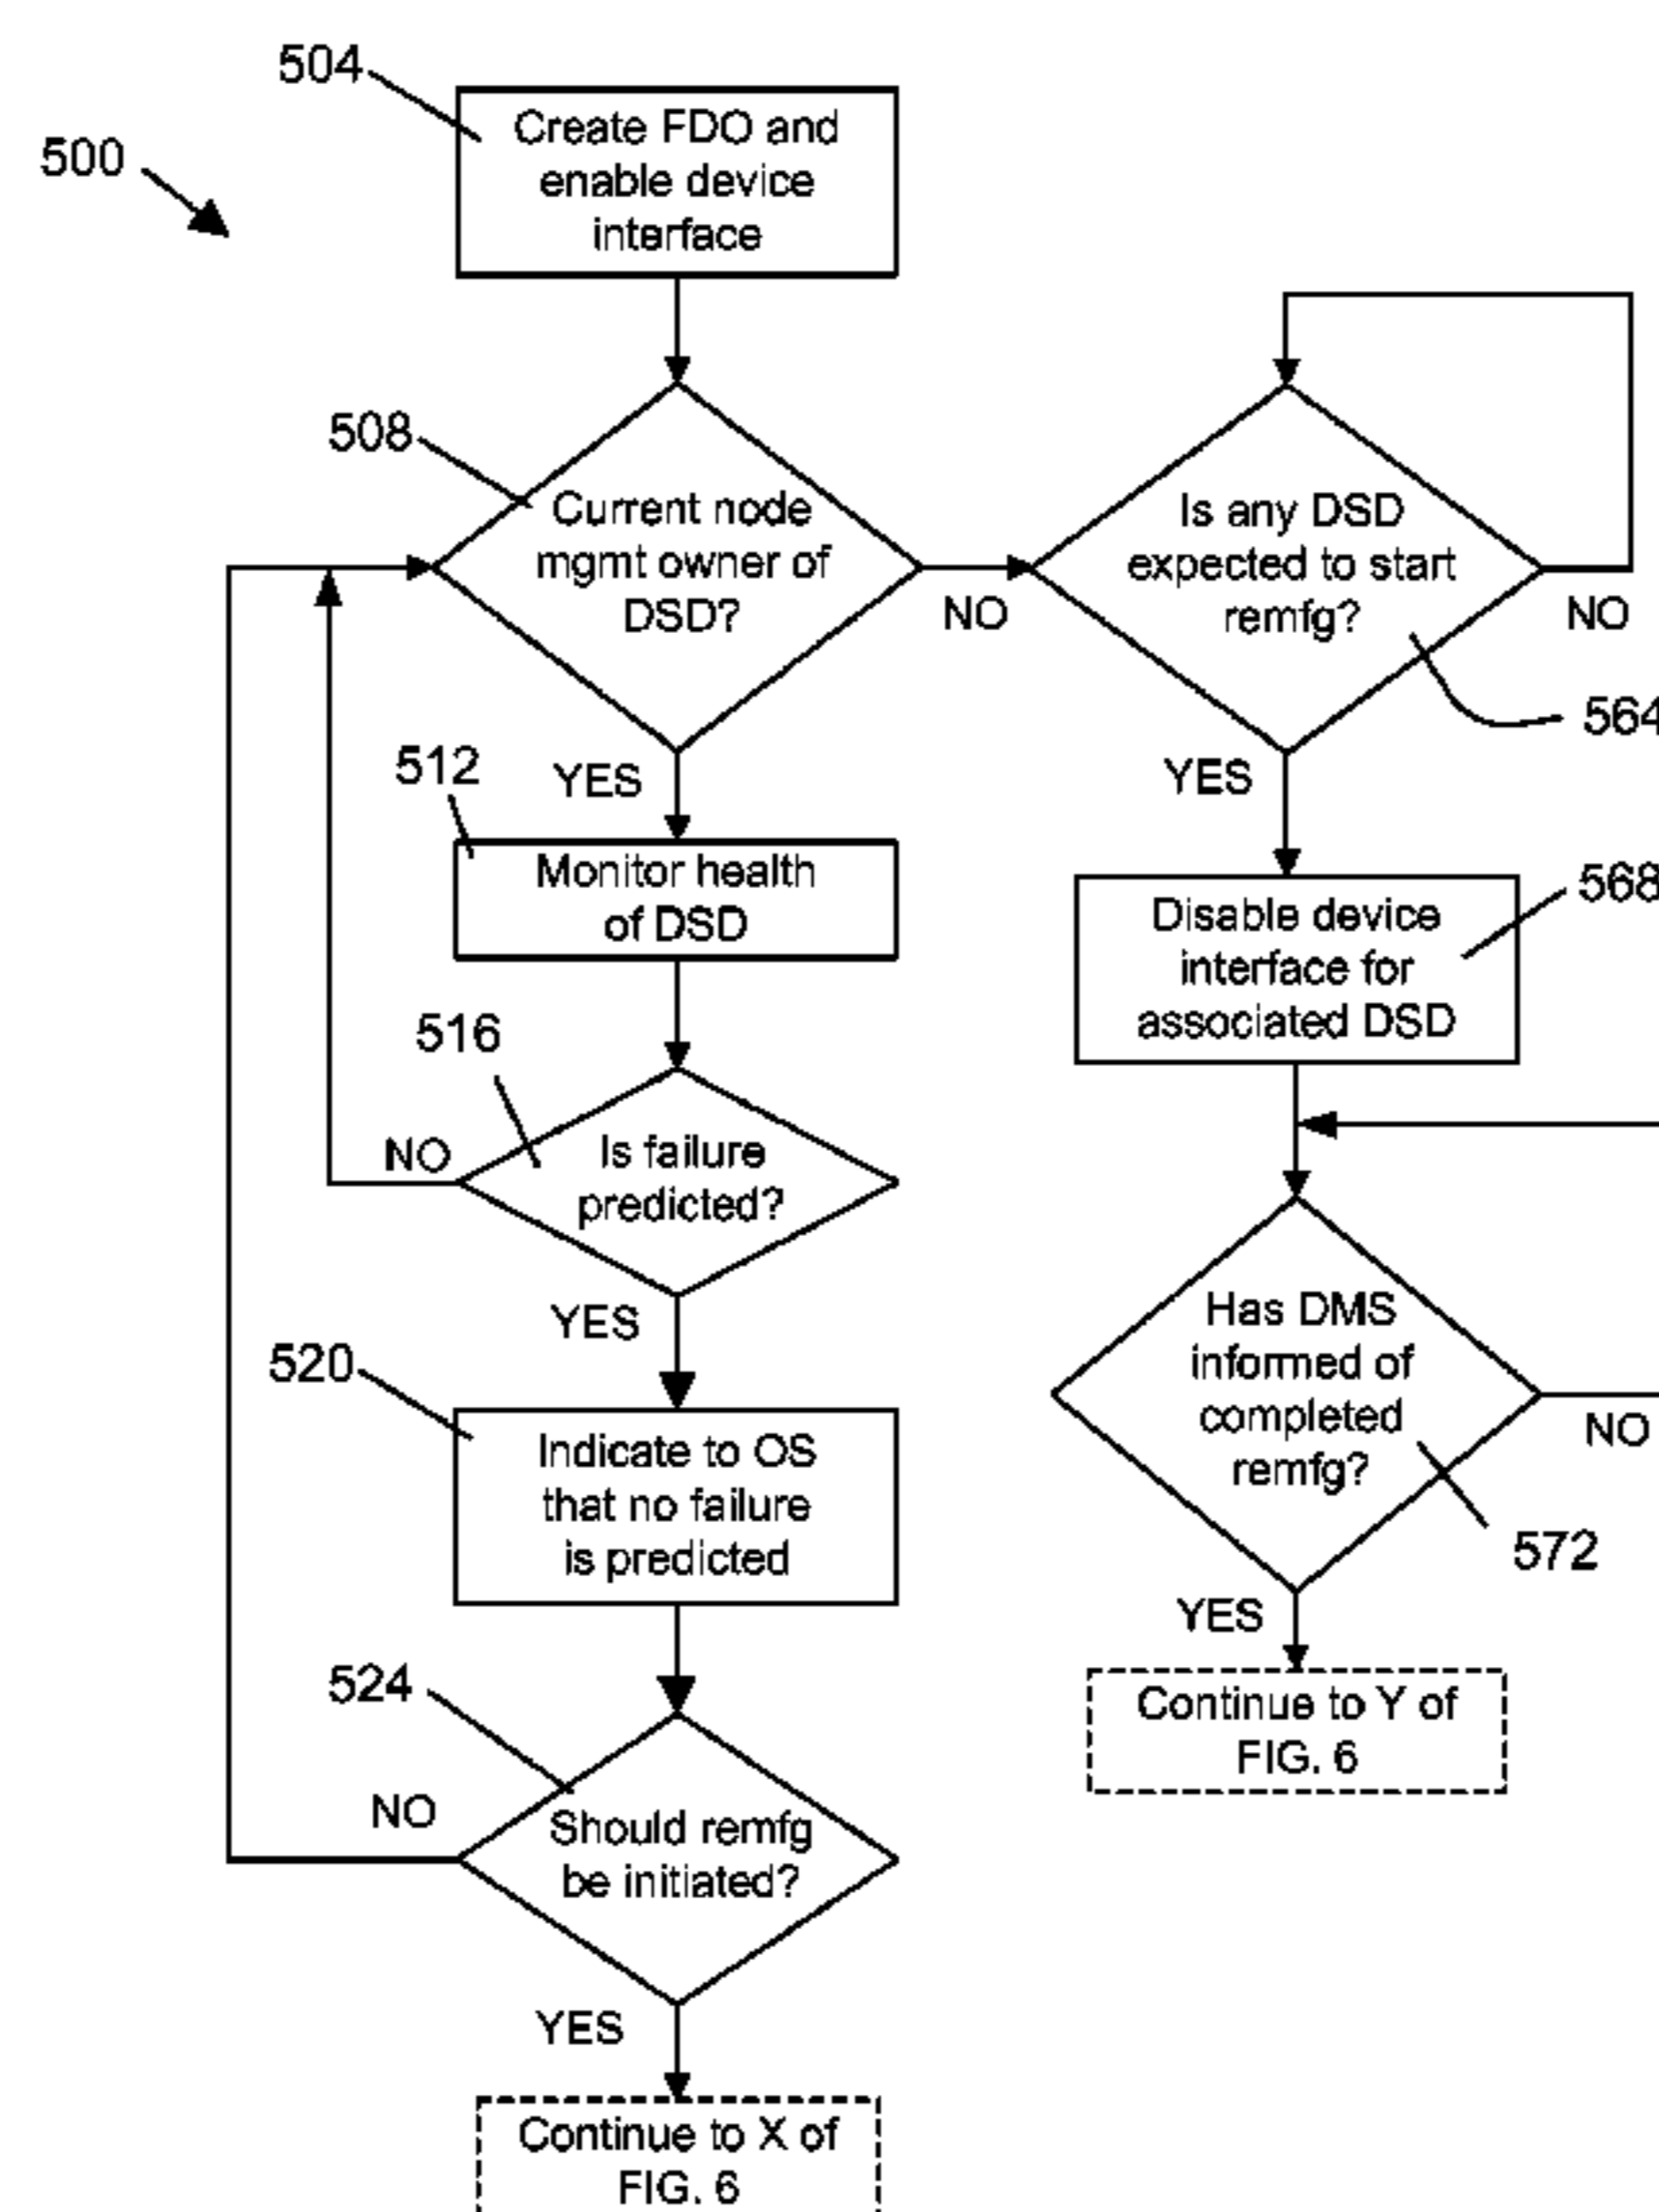 500
504
Create FDO and
enable device
interface
508
Current node
mgmt owner of
DSD?
NO
YES
512
Monitor health
of DSD
516
Is failure
predicted?
NO
YES
520
Indicate to OS
that no failure
is predicted
524
Should remfg
be initiated?
NO
YES
Continue to X of
FIG. 6
Is any DSD
expected to start
remfg?
NO
564
YES
568
Disable device
interface for
associated DSD
Has DMS
informed of
completed
remfg?
NO
572
YES
Continue to Y of
FIG. 6